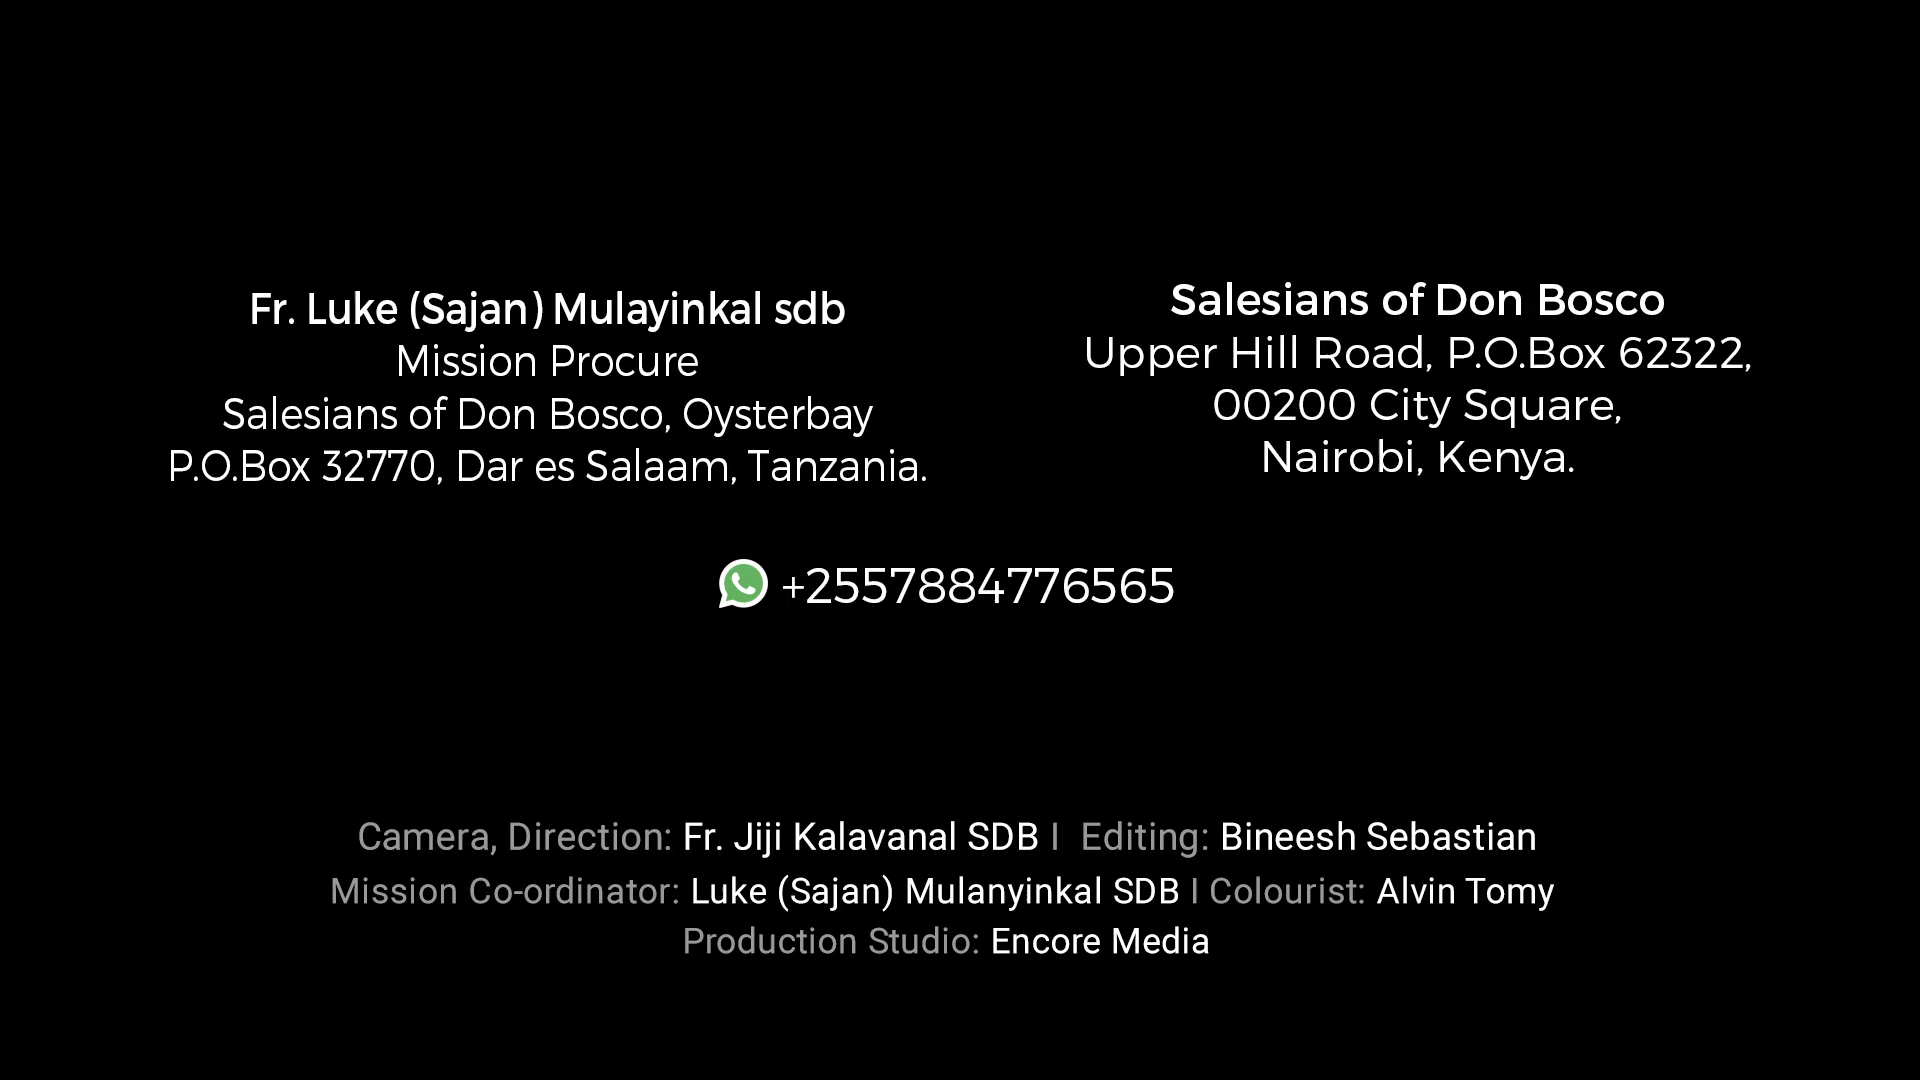 Fr. Luke (Sajan) Mulayinkal sdb
Mission Procure
Salesians of Don Bosco, Oysterbay
P.O.Box 32770, Dar es Salaam, Tanzania.
Salesians of Don Bosco
Upper Hill Road, P.O.Box 62322,
00200 City Square,
Nairobi, Kenya.
+2557884776565
Camera, Direction: Fr. Jiji Kalavanal SDB I Editing: Bineesh Sebastian
Mission Co-ordinator: Luke (Sajan) Mulanyinkal SDB I Colourist: Alvin Tomy
Production Studio: Encore Media